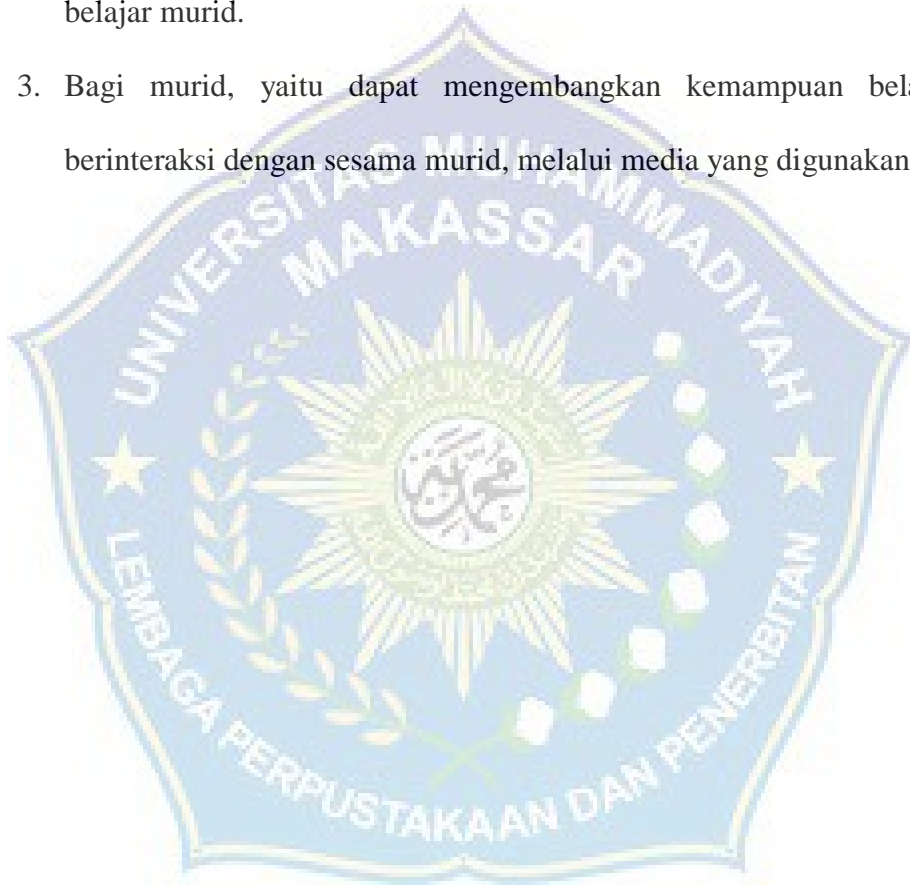 belajar murid.
3. Bagi murid, yaitu dapat mengembangkan kemampuan bela
berinteraksi dengan sesama murid, melalui media yang digunakan
UNIVERSITAS MUHAMMADIYAH
MAKASSAR
LEMBAGA PERPUSTAKAAN DAN PENERBITAN